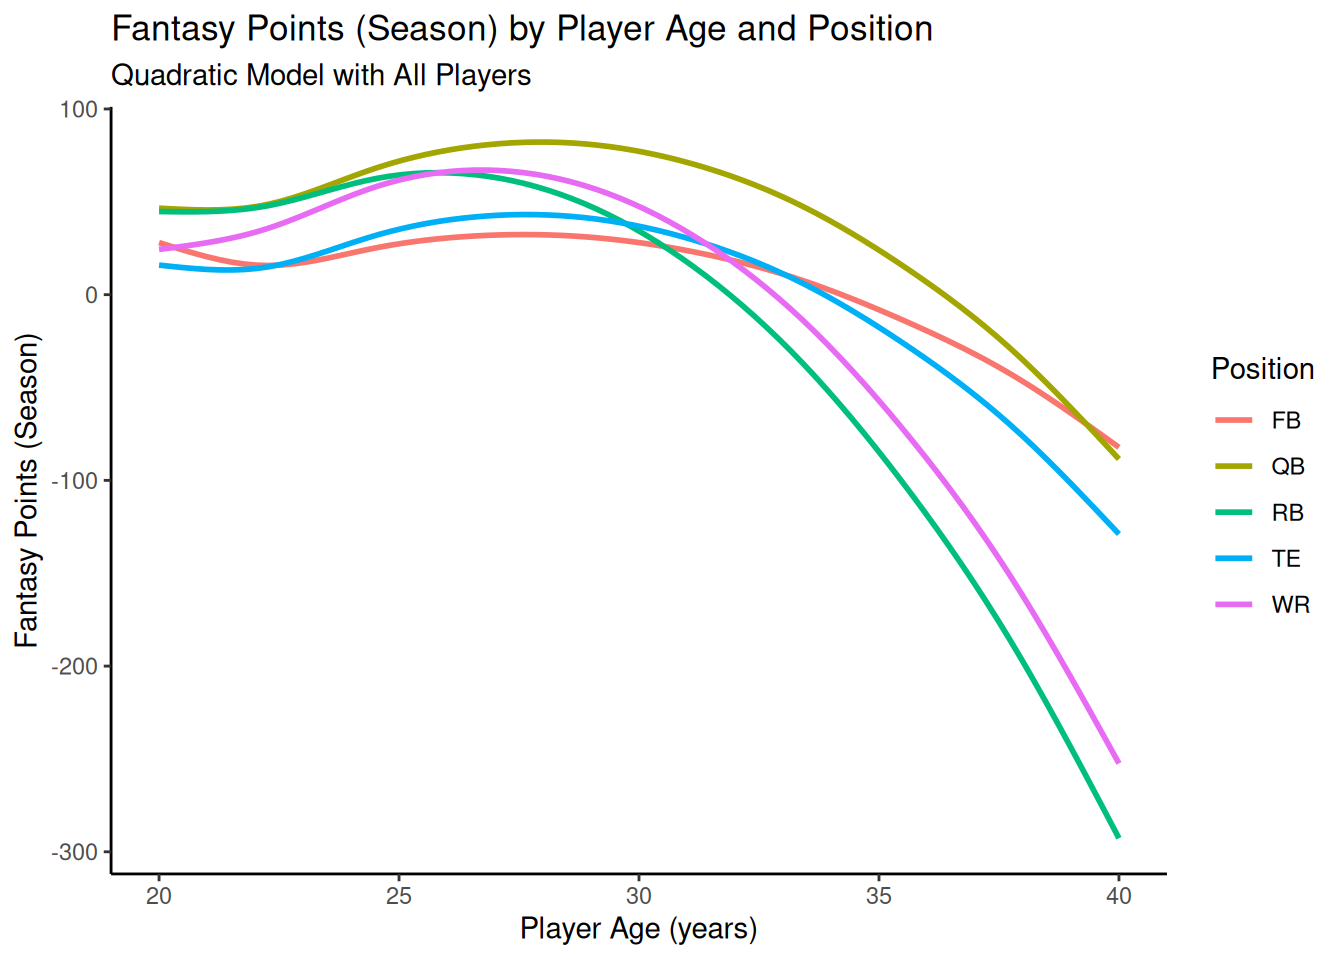 Fantasy Points (Season) by Player Age and Position
Quadratic Model with All Players
100
0
-100
-200
-300
Fantasy Points (Season)
20 25 30 35 40
Player Age (years)
Position
FB
QB
RB
TE
WR